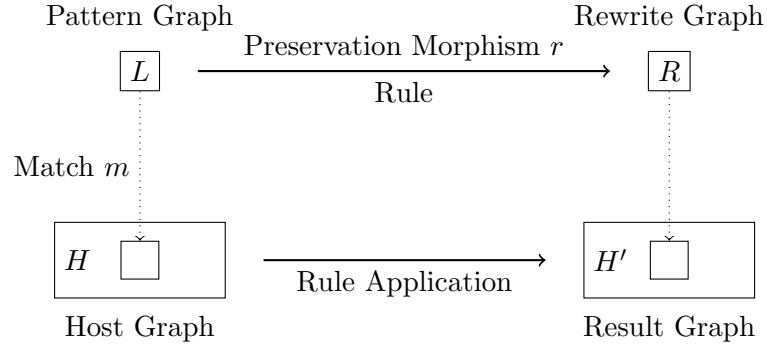 Pattern Graph
Rewrite Graph
L
Preservation Morphism r
Rule
R
Match m
H
Rule Application
H′
Host Graph
Result Graph